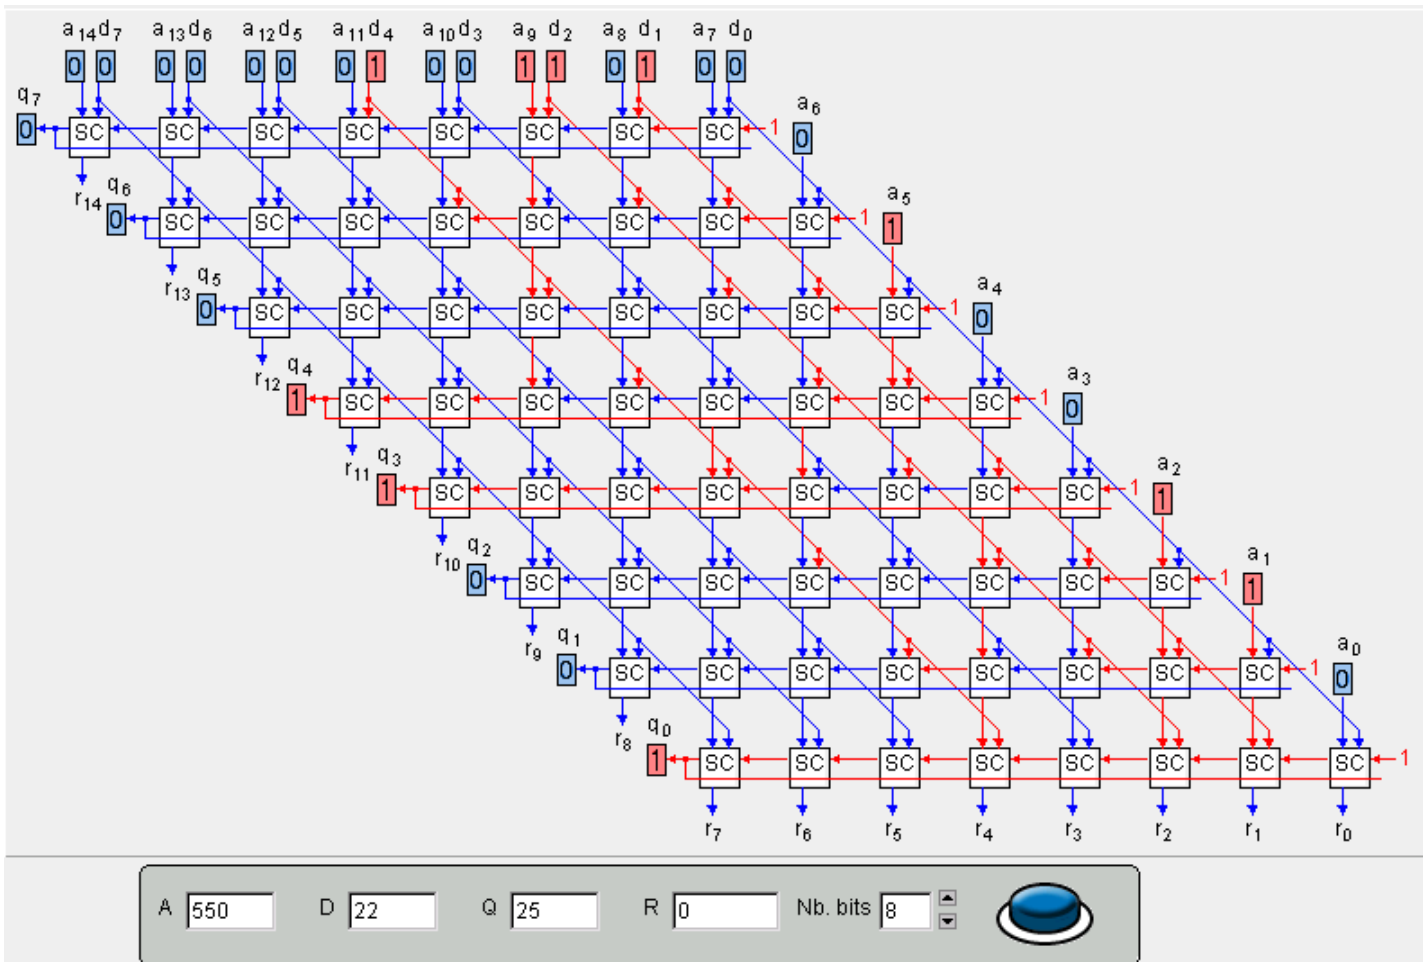 a14 d7 a13 d6 a12 d5 a11 d4 a10 d3 a9 d2 a8 d1 a7 d0
0 0 0 0 0 0 0 1 0 0 1 1 0 1 0 0
q7 a6
0 SC SC SC SC SC SC SC SC 1 0
r14 q6 a5
0 SC SC SC SC SC SC SC SC 1 1
r13 q5 a4
0 SC SC SC SC SC SC SC SC 1 0
r12 q4 a3
1 SC SC SC SC SC SC SC SC 1 0
r11 q3 a2
1 SC SC SC SC SC SC SC SC 1 1
r10 q2 a1
0 SC SC SC SC SC SC SC SC 1 1
r9 q1 a0
0 SC SC SC SC SC SC SC SC 1 0
r8 q0
1 SC SC SC SC SC SC SC SC 1
r7 r6 r5 r4 r3 r2 r1 r0
A 550 D 22 Q 25 R 0 Nb. bits 8